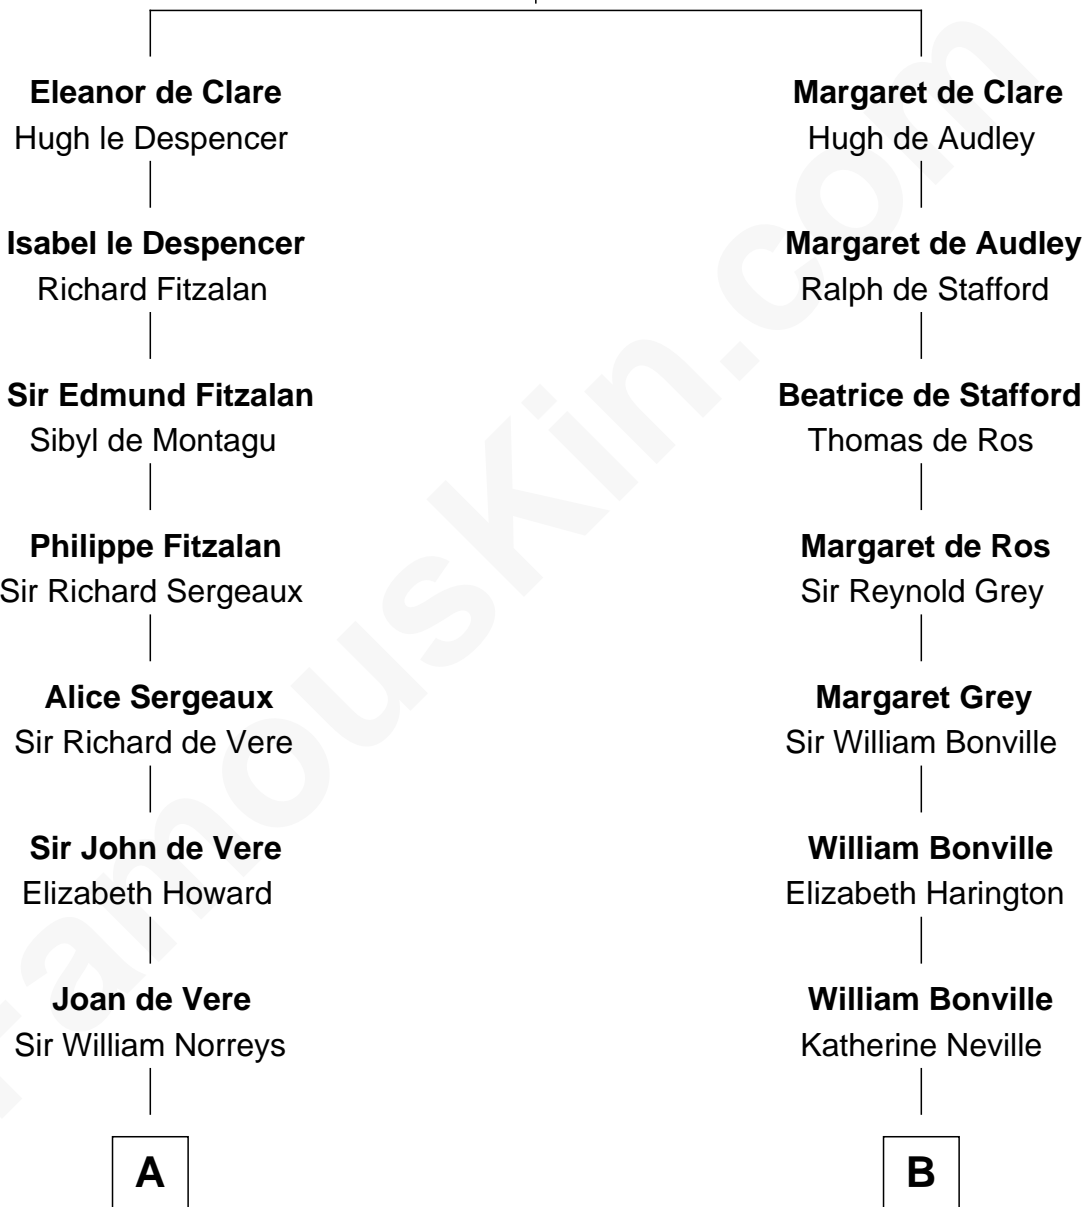 Eleanor de Clare
Hugh le Despencer
Isabel le Despencer
Richard Fitzalan
Sir Edmund Fitzalan
Sibyl de Montagu
Philippe Fitzalan
Sir Richard Sergeaux
Alice Sergeaux
Sir Richard de Vere
Sir John de Vere
Elizabeth Howard
Joan de Vere
Sir William Norreys
A
Margaret de Clare
Hugh de Audley
Margaret de Audley
Ralph de Stafford
Beatrice de Stafford
Thomas de Ros
Margaret de Ros
Sir Reynold Grey
Margaret Grey
Sir William Bonville
William Bonville
Elizabeth Harington
William Bonville
Katherine Neville
B
FamousKin.com